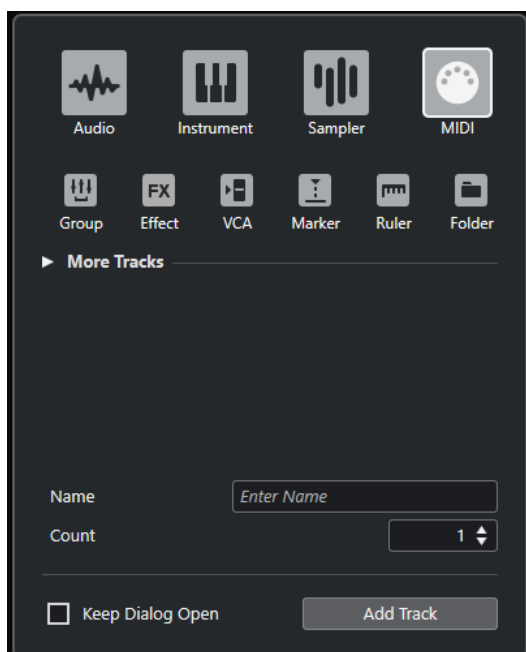 Audio Instrument Sampler MIDI
FX
Group Effect VCA Marker Ruler Folder
More Tracks
Name Enter Name
Count 1
Keep Dialog Open Add Track